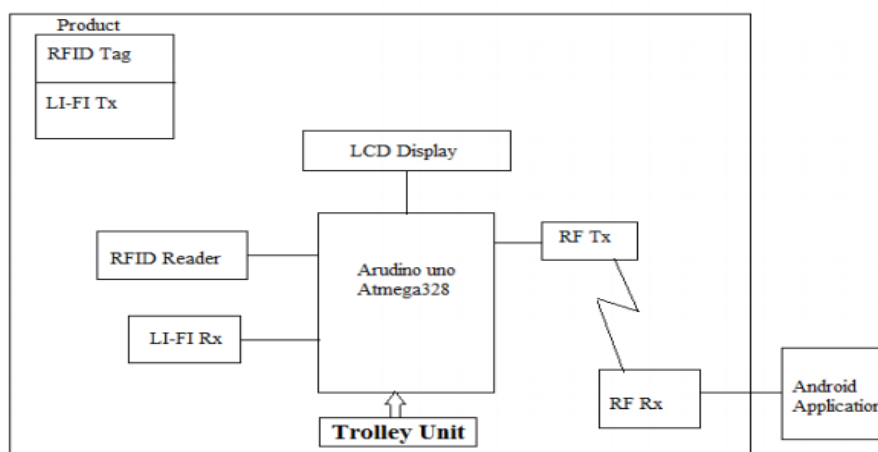 Product
RFID Tag
LI-FI Tx
LCD Display
RFID Reader
Arudino uno
Atmega328
RF Tx
LI-FI Rx
RF Rx
Android
Application
Trolley Unit